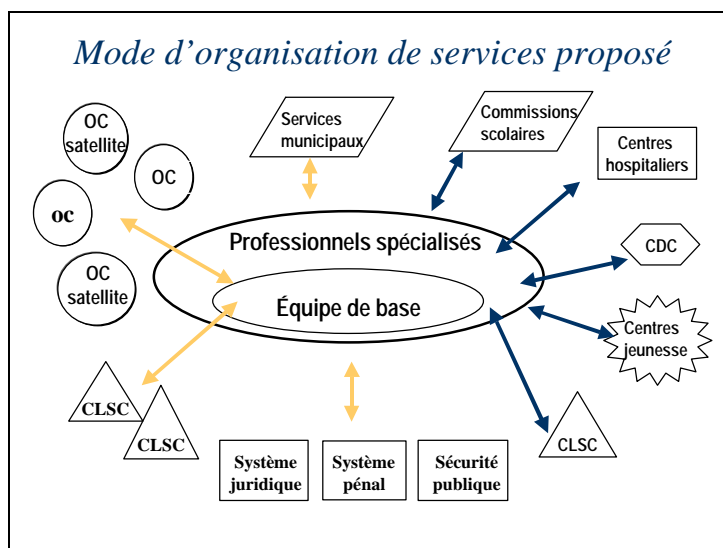 Mode d'organisation de services proposé
OC
satellite
OC
oc
OC
satellite
Services
municipaux
Commissions
scolaires
Centres
hospitaliers
CDC
Centres
jeunesse
Professionnels spécialisés
Équipe de base
CLSC
CLSC
Système
juridique
Système
pénal
Sécurité
publique
CLSC